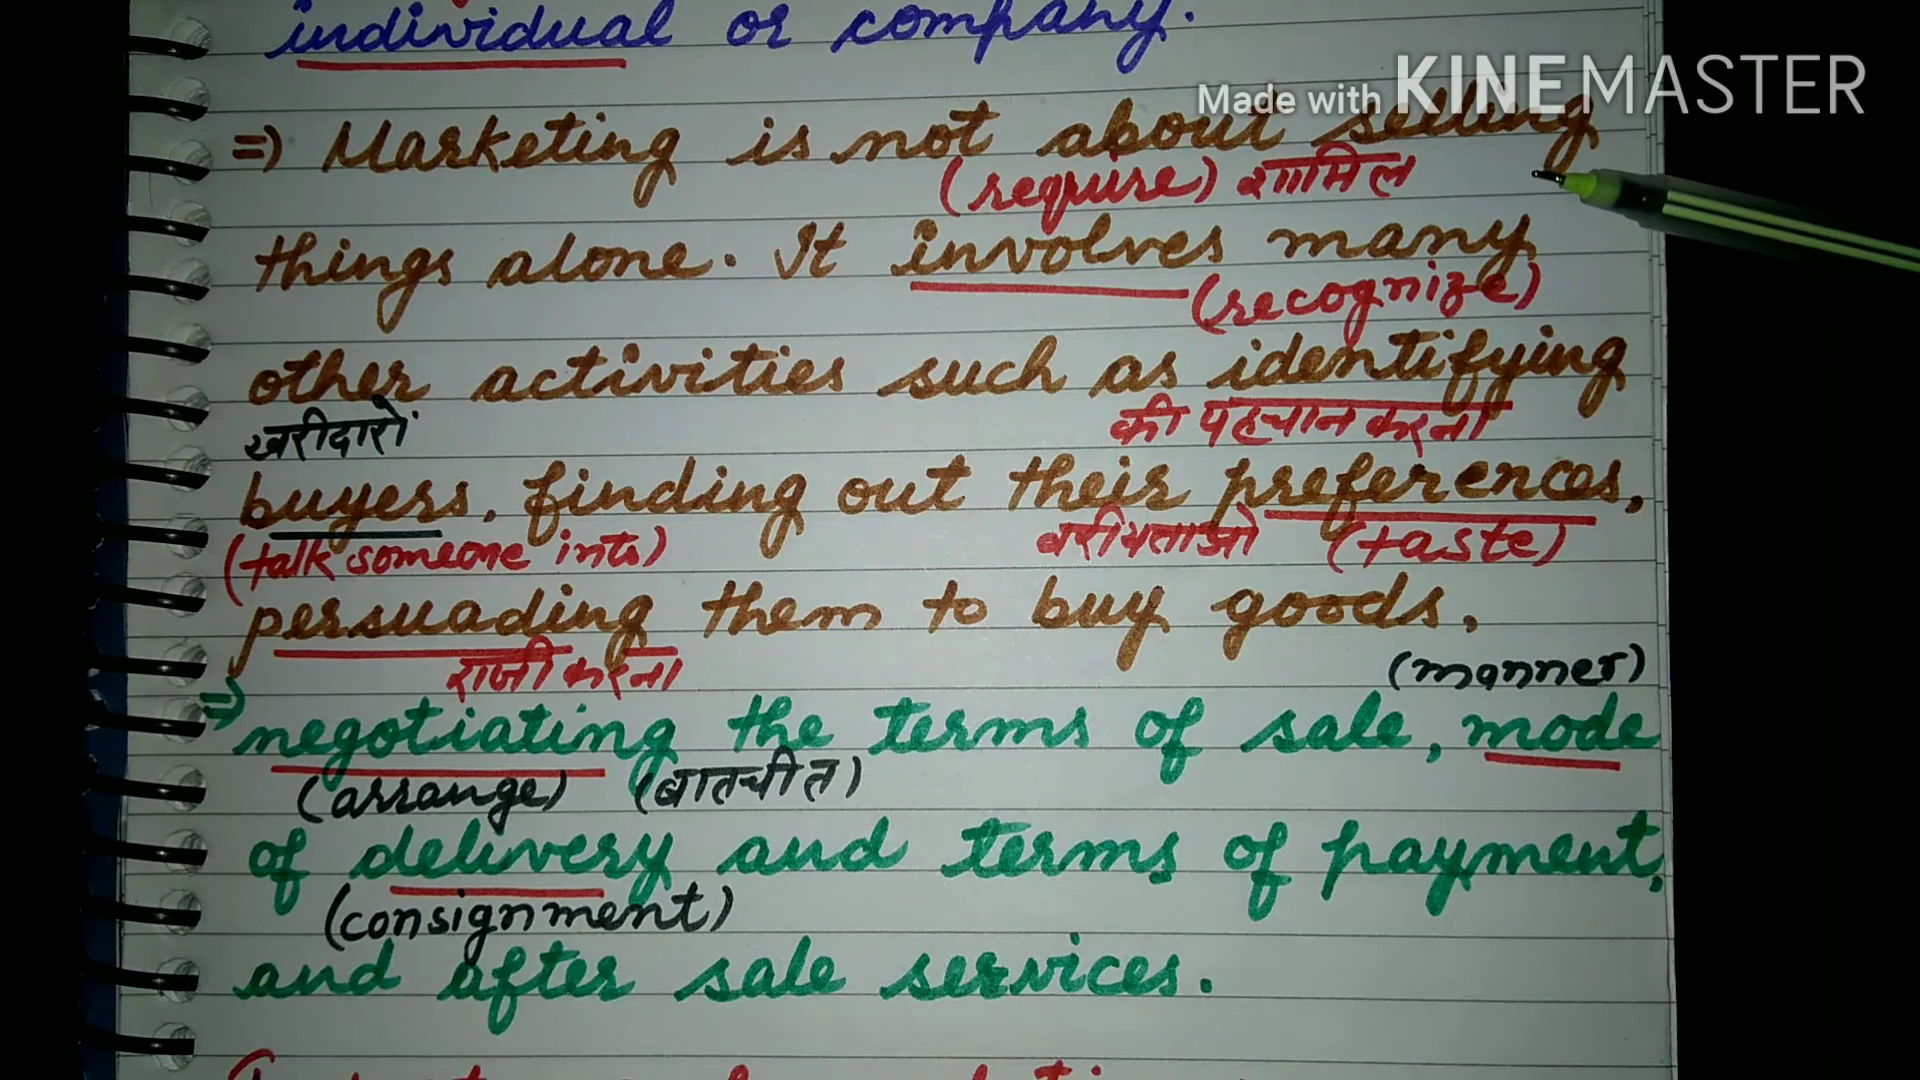 individual or company.
Made with KINEMASTER
=) Marketing is not about selling
(require) शामिल
things alone. It involves many
(recognize)
other activities such as identifying
खरीदारों की पहचान करना
buyers, finding out their preferences,
(talk someone into) वरीयताओ (taste)
persuading them to buy goods,
राजी करना (manner)
=> negotiating the terms of sale, mode
(arrange) (बातचीत)
of delivery and terms of payment,
(consignment)
and after sale services.